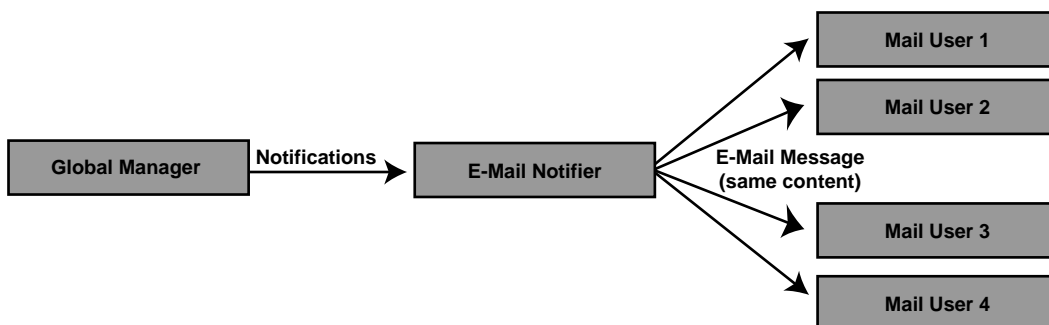 Mail User 1
Mail User 2
Global Manager
Notifications
E-Mail Notifier
E-Mail Message
(same content)
Mail User 3
Mail User 4